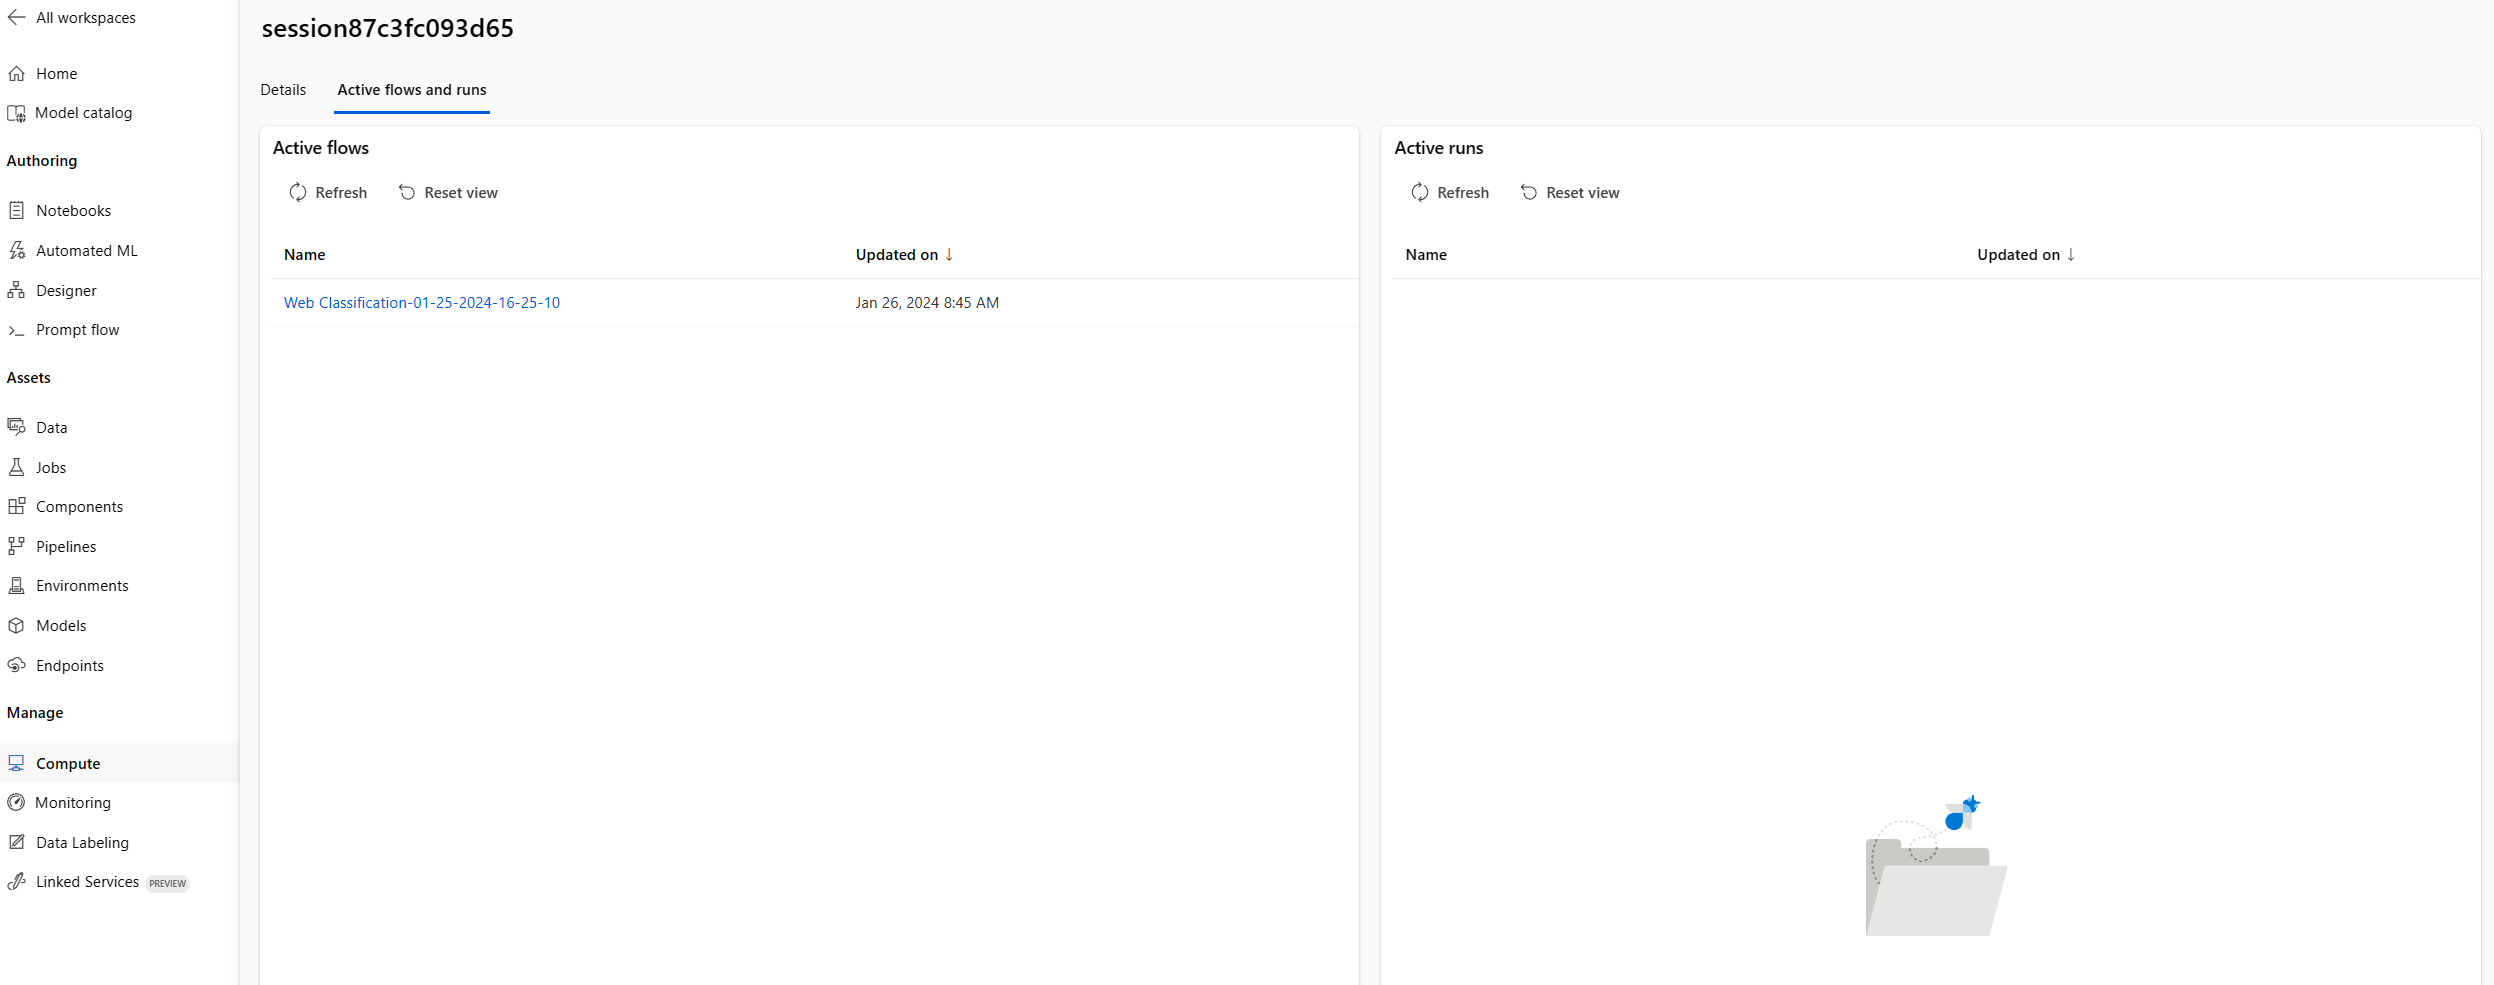 All workspaces
Home
Model catalog
Authoring
Notebooks
Automated ML
Designer
Prompt flow
Assets
Data
Jobs
Components
Pipelines
Environments
Models
Endpoints
Manage
Compute
Monitoring
Data Labeling
Linked Services PREVIEW
session87c3fc093d65
Details Active flows and runs
Active flows
Refresh Reset view
Name Updated on
Web Classification-01-25-2024-16-25-10 Jan 26, 2024 8:45 AM
Active runs
Refresh Reset view
Name Updated on